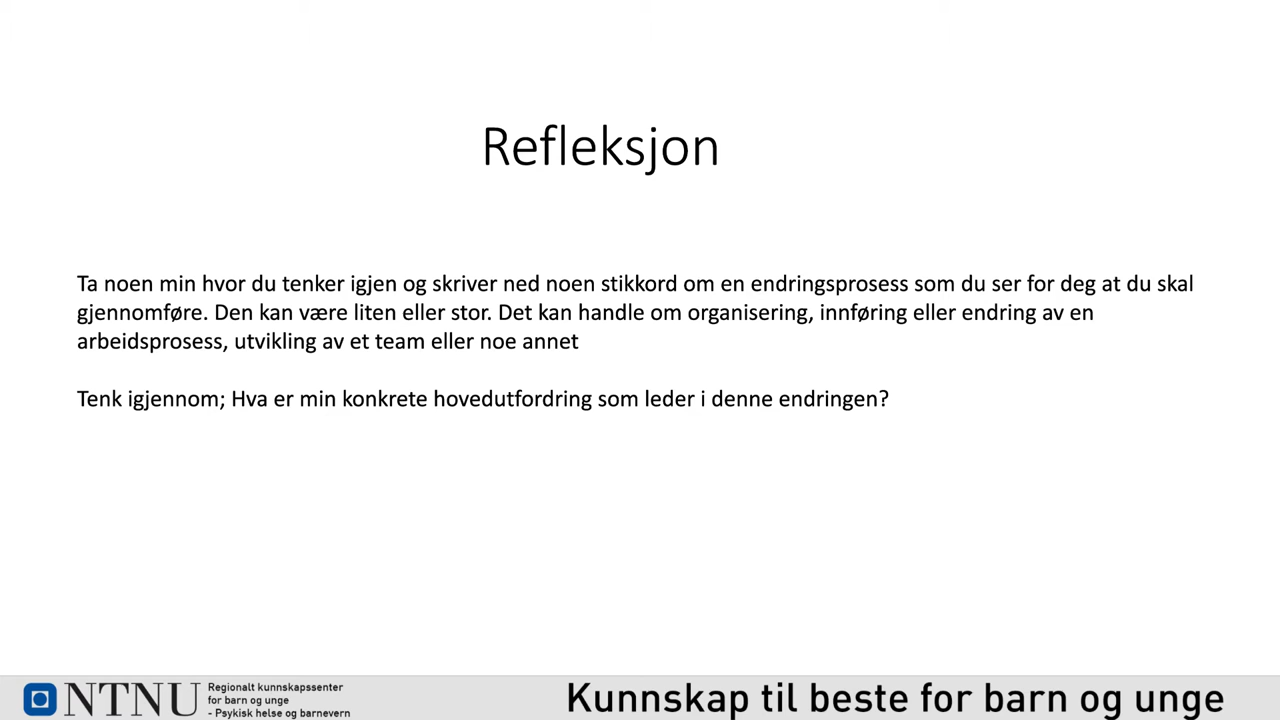 Refleksjon
Ta noen min hvor du tenker igjen og skriver ned noen stikkord om en endringsprosess som du ser for deg at du skal
gjennomføre. Den kan være liten eller stor. Det kan handle om organisering, innføring eller endring av en
arbeidsprosess, utvikling av et team eller noe annet
Tenk igjennom; Hva er min konkrete hovedutfordring som leder i denne endringen?
NTNU
Regionalt kunnskapssenter
for barn og unge
- Psykisk helse og barnevern
Kunnskap til beste for barn og unge